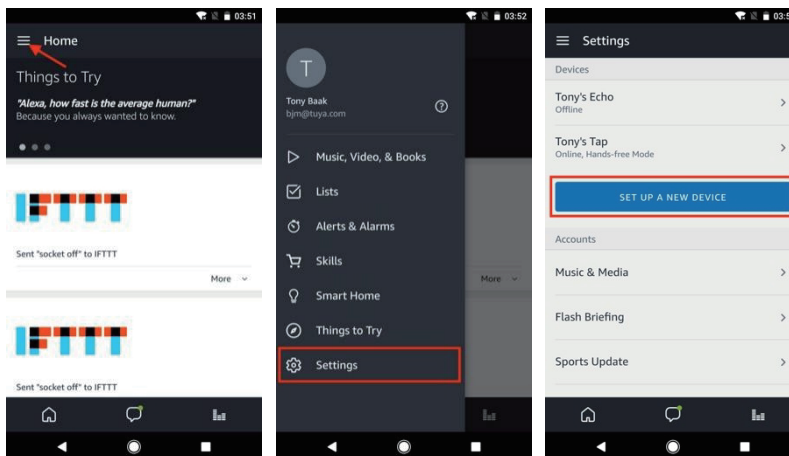 03:51
Home
Things to Try
"Alexa, how fast is the average human?"
Because you always wanted to know.
IFTTT
Sent "socket off" to IFTTT
More
IFTTT
Sent "socket off" to IFTTT
03:52
T
Tony Baak
bjm@tuya.com
Music, Video, & Books
Lists
Alerts & Alarms
Skills
Smart Home
Things to Try
Settings
More
Settings
Devices
Tony's Echo
Offline
Tony's Tap
Online, Hands-free Mode
SET UP A NEW DEVICE
Accounts
Music & Media
Flash Briefing
Sports Update